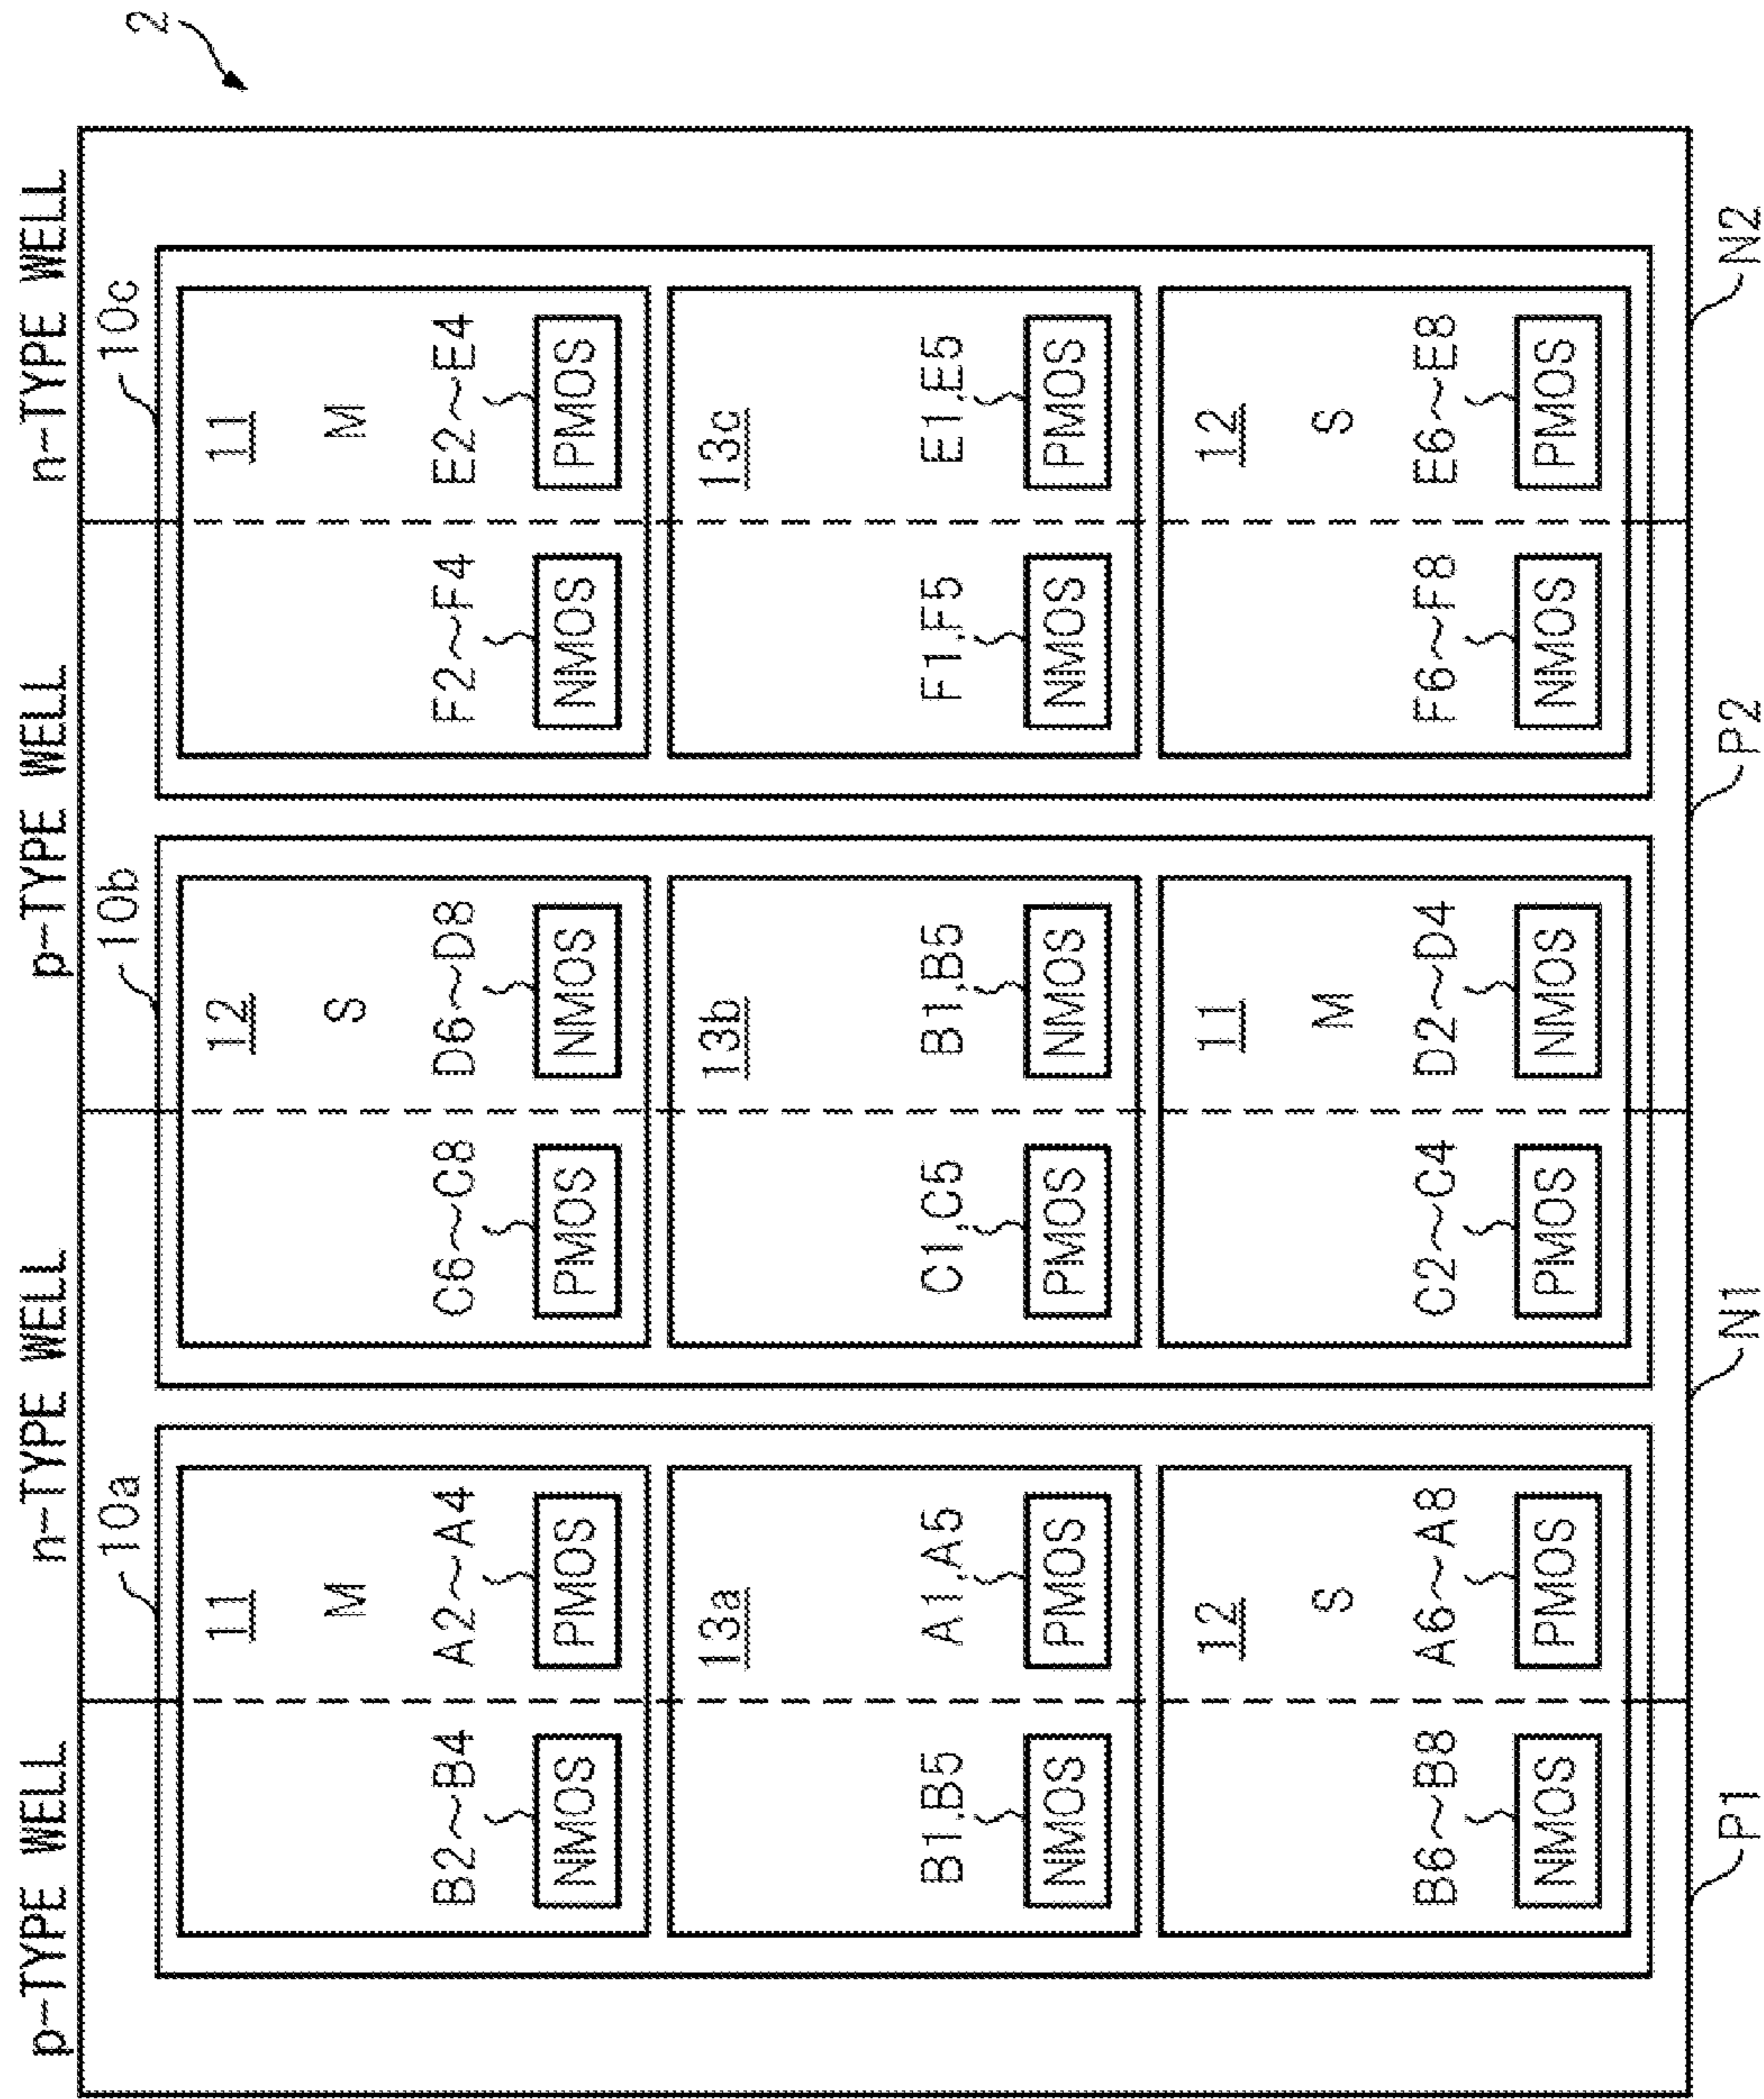 2
p-TYPE WELL n-TYPE WELL p-TYPE WELL n-TYPE WELL
10a 10b 10c
11 12 11
M S M
B2~B4 A2~A4 C6~C8 D6~D8 F2~F4 E2~E4
NMOS PMOS PMOS NMOS NMOS PMOS
13a 13b 13c
B1,B5 A1,A5 C1,C5 B1,B5 F1,F5 E1,E5
NMOS PMOS PMOS NMOS NMOS PMOS
12 11 12
S M S
B6~B8 A6~A8 C2~C4 D2~D4 F6~F8 E6~E8
NMOS PMOS PMOS NMOS NMOS PMOS
P1 N1 P2 N2